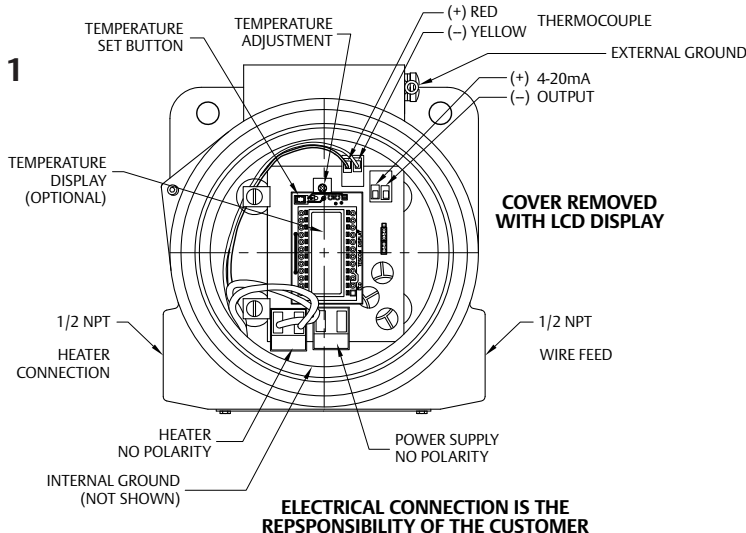 1
TEMPERATURE
SET BUTTON
TEMPERATURE
ADJUSTMENT
(+) RED
(–) YELLOW
THERMOCOUPLE
EXTERNAL GROUND
(+) 4-20mA
(–) OUTPUT
TEMPERATURE
DISPLAY
(OPTIONAL)
COVER REMOVED
WITH LCD DISPLAY
1/2 NPT
HEATER
CONNECTION
1/2 NPT
WIRE FEED
HEATER
NO POLARITY
POWER SUPPLY
NO POLARITY
INTERNAL GROUND
(NOT SHOWN)
ELECTRICAL CONNECTION IS THE
REPSPONSIBILITY OF THE CUSTOMER